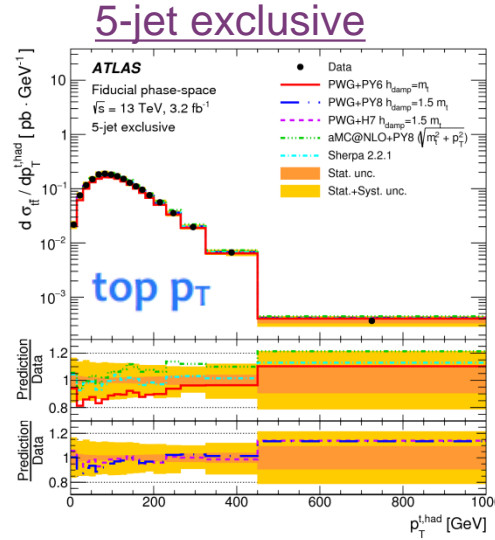 5-jet exclusive
d σ_tt̄ / dp_T^{t,had} [ pb · GeV⁻¹ ]
10
1
10⁻¹
10⁻²
10⁻³
ATLAS
Fiducial phase-space
√s = 13 TeV, 3.2 fb⁻¹
5-jet exclusive
Data
PWG+PY6 h_damp=m_t
PWG+PY8 h_damp=1.5 m_t
PWG+H7 h_damp=1.5 m_t
aMC@NLO+PY8 (√m_t²+p_T²)
Sherpa 2.2.1
Stat. unc.
Stat.+Syst. unc.
top p_T
Prediction
Data
1.2
1
0.8
Prediction
Data
1.2
1
0.8
0 200 400 600 800 1000
p_T^{t,had} [GeV]